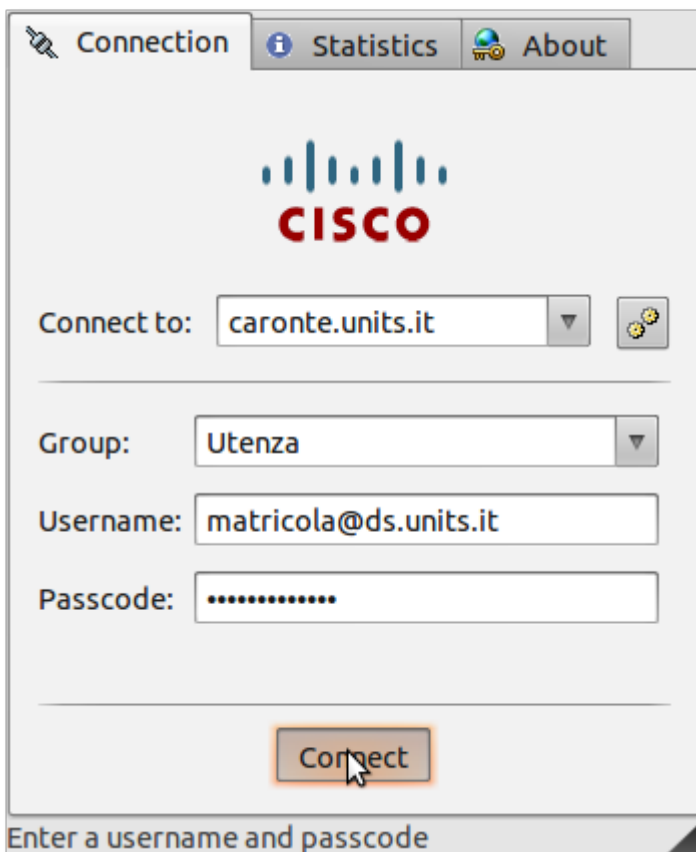 Connection Statistics About
CISCO
Connect to: caronte.units.it
Group: Utenza
Username: matricola@ds.units.it
Passcode: •••••••••••••
Connect
Enter a username and passcode